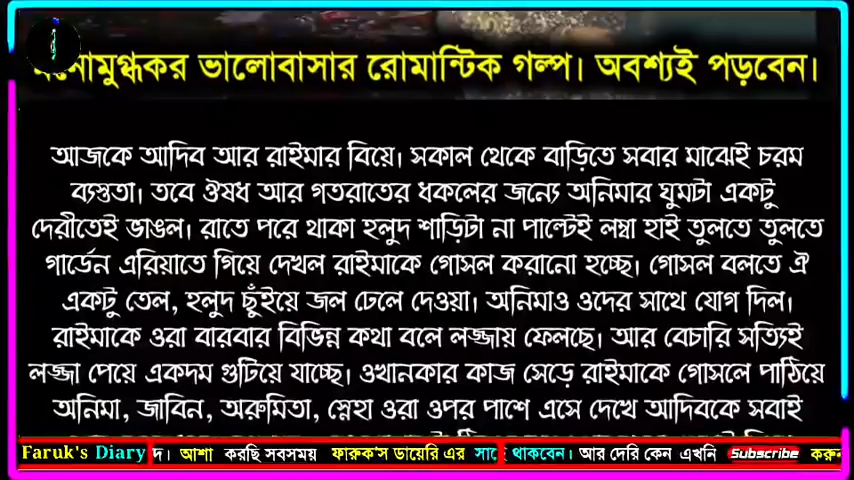 ভালোবাসার রোমান্টিক গল্প। অবশ্যই পড়বেন।
আজকে আদিব আর রাইমার বিয়ে। সকাল থেকে বাড়িতে সবার মাঝেই চরম
ব্যস্ততা। তবে ঔষধ আর গতরাতের ধকলের জন্যে অনিমার ঘুমটা একটু
দেরীতেই ভাঙল। রাতে পরে থাকা হলুদ শাড়িটা না পাল্টেই লম্বা হাই তুলতে তুলতে
গার্ডেন এরিয়াতে গিয়ে দেখল রাইমাকে গোসল করানো হচ্ছে। গোসল বলতে ঐ
একটু তেল, হলুদ ছুঁইয়ে জল ঢেলে দেওয়া। অনিমাও ওদের সাথে যোগ দিল।
রাইমাকে ওরা বারবার বিভিন্ন কথা বলে লজ্জায় ফেলছে। আর বেচারি সত্যিই
লজ্জা পেয়ে একদম গুটিয়ে যাচ্ছে। ওখানকার কাজ সেড়ে রাইমাকে গোসলে পাঠিয়ে
অনিমা, জাবিন, অরুমিতা, স্নেহা ওরা ওপর পাশে এসে দেখে আদিবকে সবাই
Faruk's Diary দ। আশা করছি সবসময় ফারুক'স ডায়েরি এর সাথে থাকবেন। আর দেরি কেন এখনি Subscribe করুন